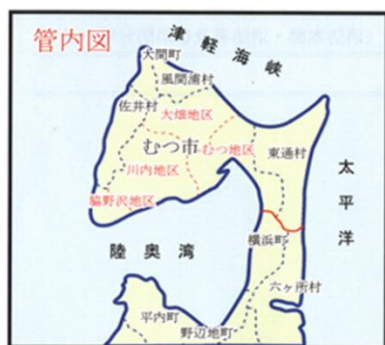 管内図
津軽海峡
大間町
風間浦村
佐井村
大畑地区
むつ市
むつ地区
東通村
川内地区
脇野沢地区
太平洋
横浜町
陸奥湾
六ヶ所村
平内町
野辺地町